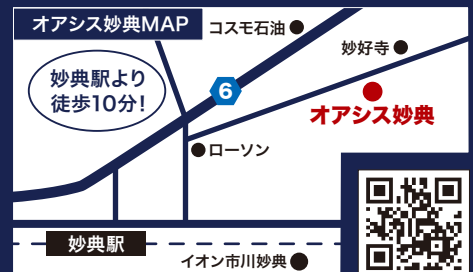 オアシス妙典MAP
コスモ石油
妙好寺
妙典駅より
徒歩10分!
6
オアシス妙典
ローソン
妙典駅
イオン市川妙典